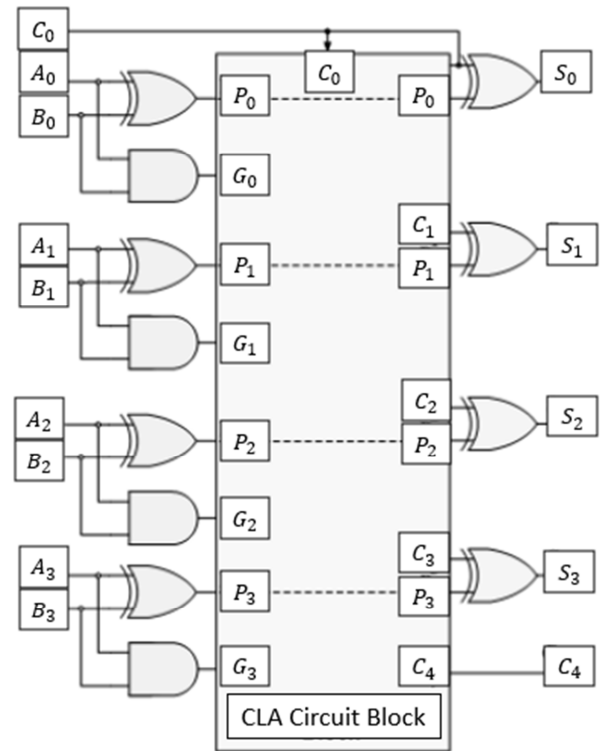 C₀
A₀
B₀
C₀
P₀
P₀
S₀
G₀
A₁
B₁
C₁
P₁
P₁
S₁
G₁
A₂
B₂
C₂
P₂
P₂
S₂
G₂
A₃
B₃
C₃
P₃
P₃
S₃
G₃
C₄
C₄
CLA Circuit Block